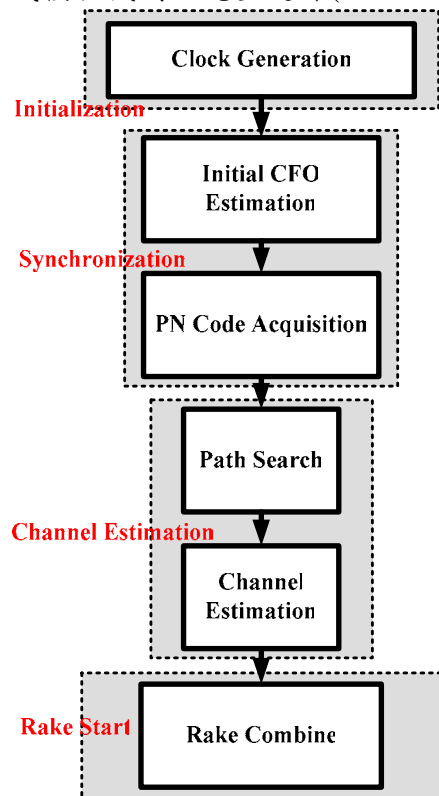 Clock Generation
Initialization
Initial CFO
Estimation
Synchronization
PN Code Acquisition
Path Search
Channel Estimation
Channel
Estimation
Rake Start
Rake Combine